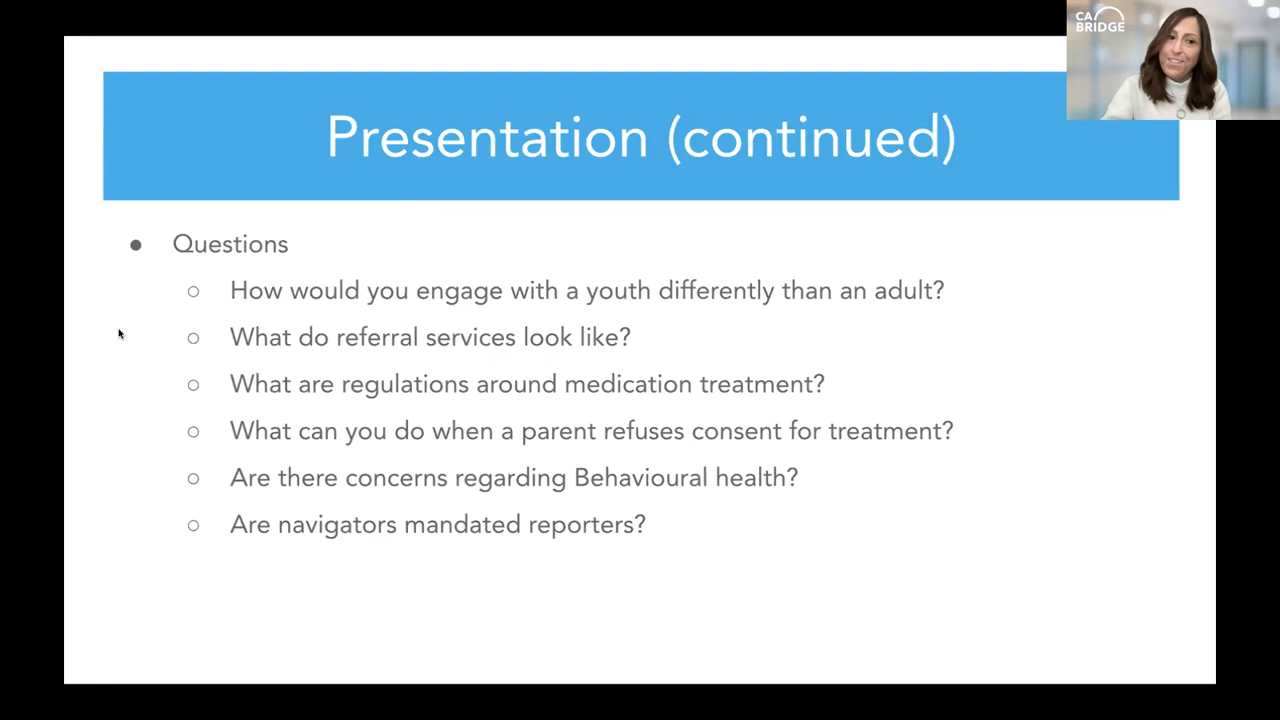 CA
BRIDGE
Presentation (continued)
● Questions
○ How would you engage with a youth differently than an adult?
○ What do referral services look like?
○ What are regulations around medication treatment?
○ What can you do when a parent refuses consent for treatment?
○ Are there concerns regarding Behavioural health?
○ Are navigators mandated reporters?